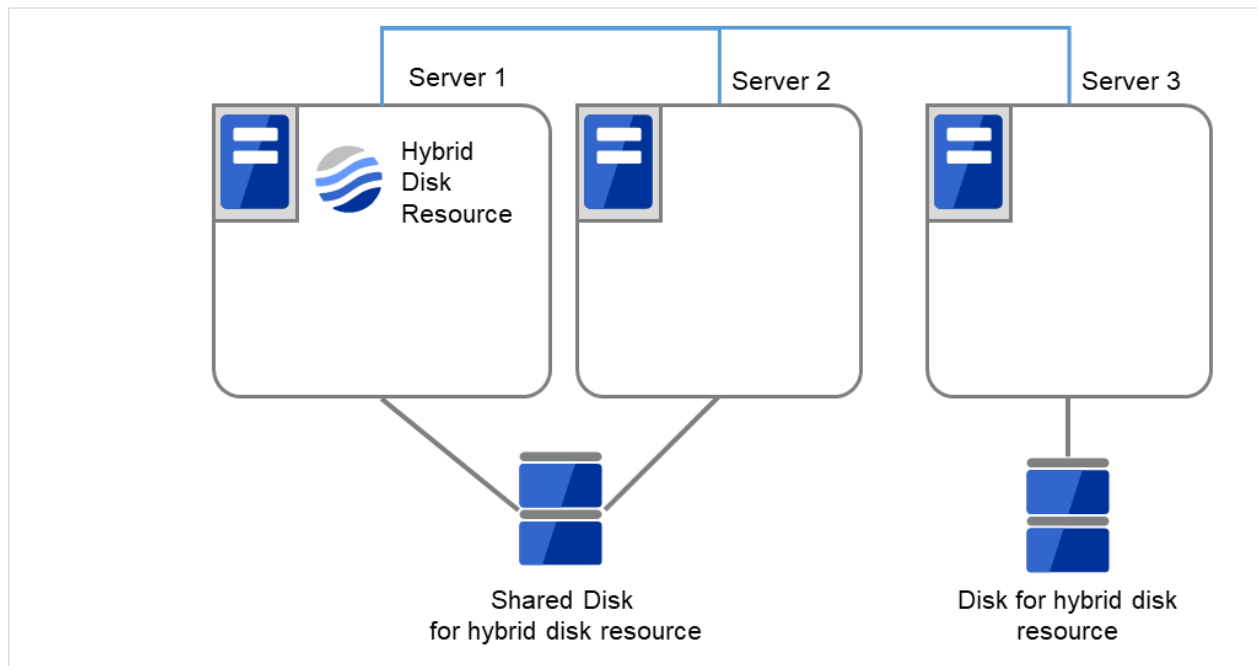 Server 1
Server 2
Server 3
Hybrid
Disk
Resource
Shared Disk
for hybrid disk resource
Disk for hybrid disk
resource